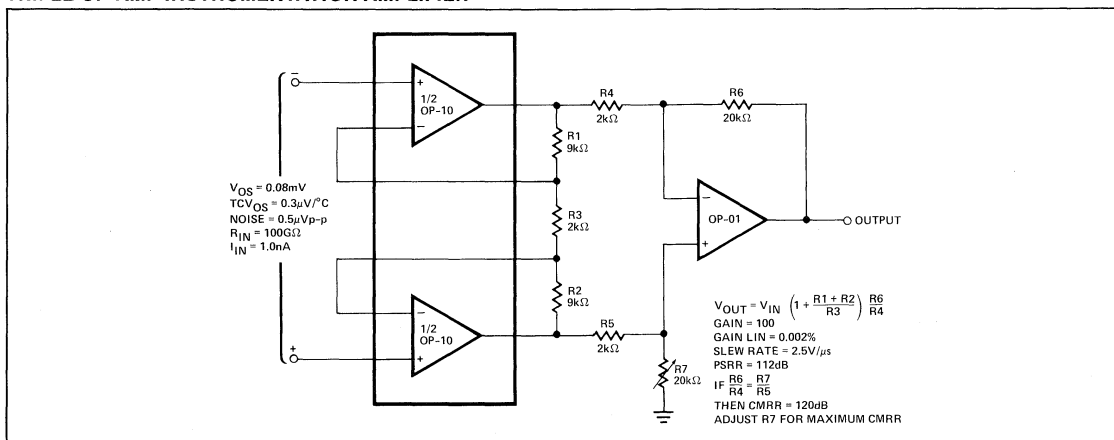 −
+
1/2
OP-10
−
VOS = 0.08mV
TCVOS = 0.3μV/°C
NOISE = 0.5μVp-p
RIN = 100GΩ
IIN = 1.0nA
−
1/2
OP-10
+
+
R4
2kΩ
R6
20kΩ
R1
9kΩ
R3
2kΩ
R2
9kΩ
R5
2kΩ
R7
20kΩ
−
OP-01
+
OUTPUT
VOUT = VIN (1 + R1 + R2/R3) R6/R4
GAIN = 100
GAIN LIN = 0.002%
SLEW RATE = 2.5V/μs
PSRR = 112dB
IF R6/R4 = R7/R5
THEN CMRR = 120dB
ADJUST R7 FOR MAXIMUM CMRR